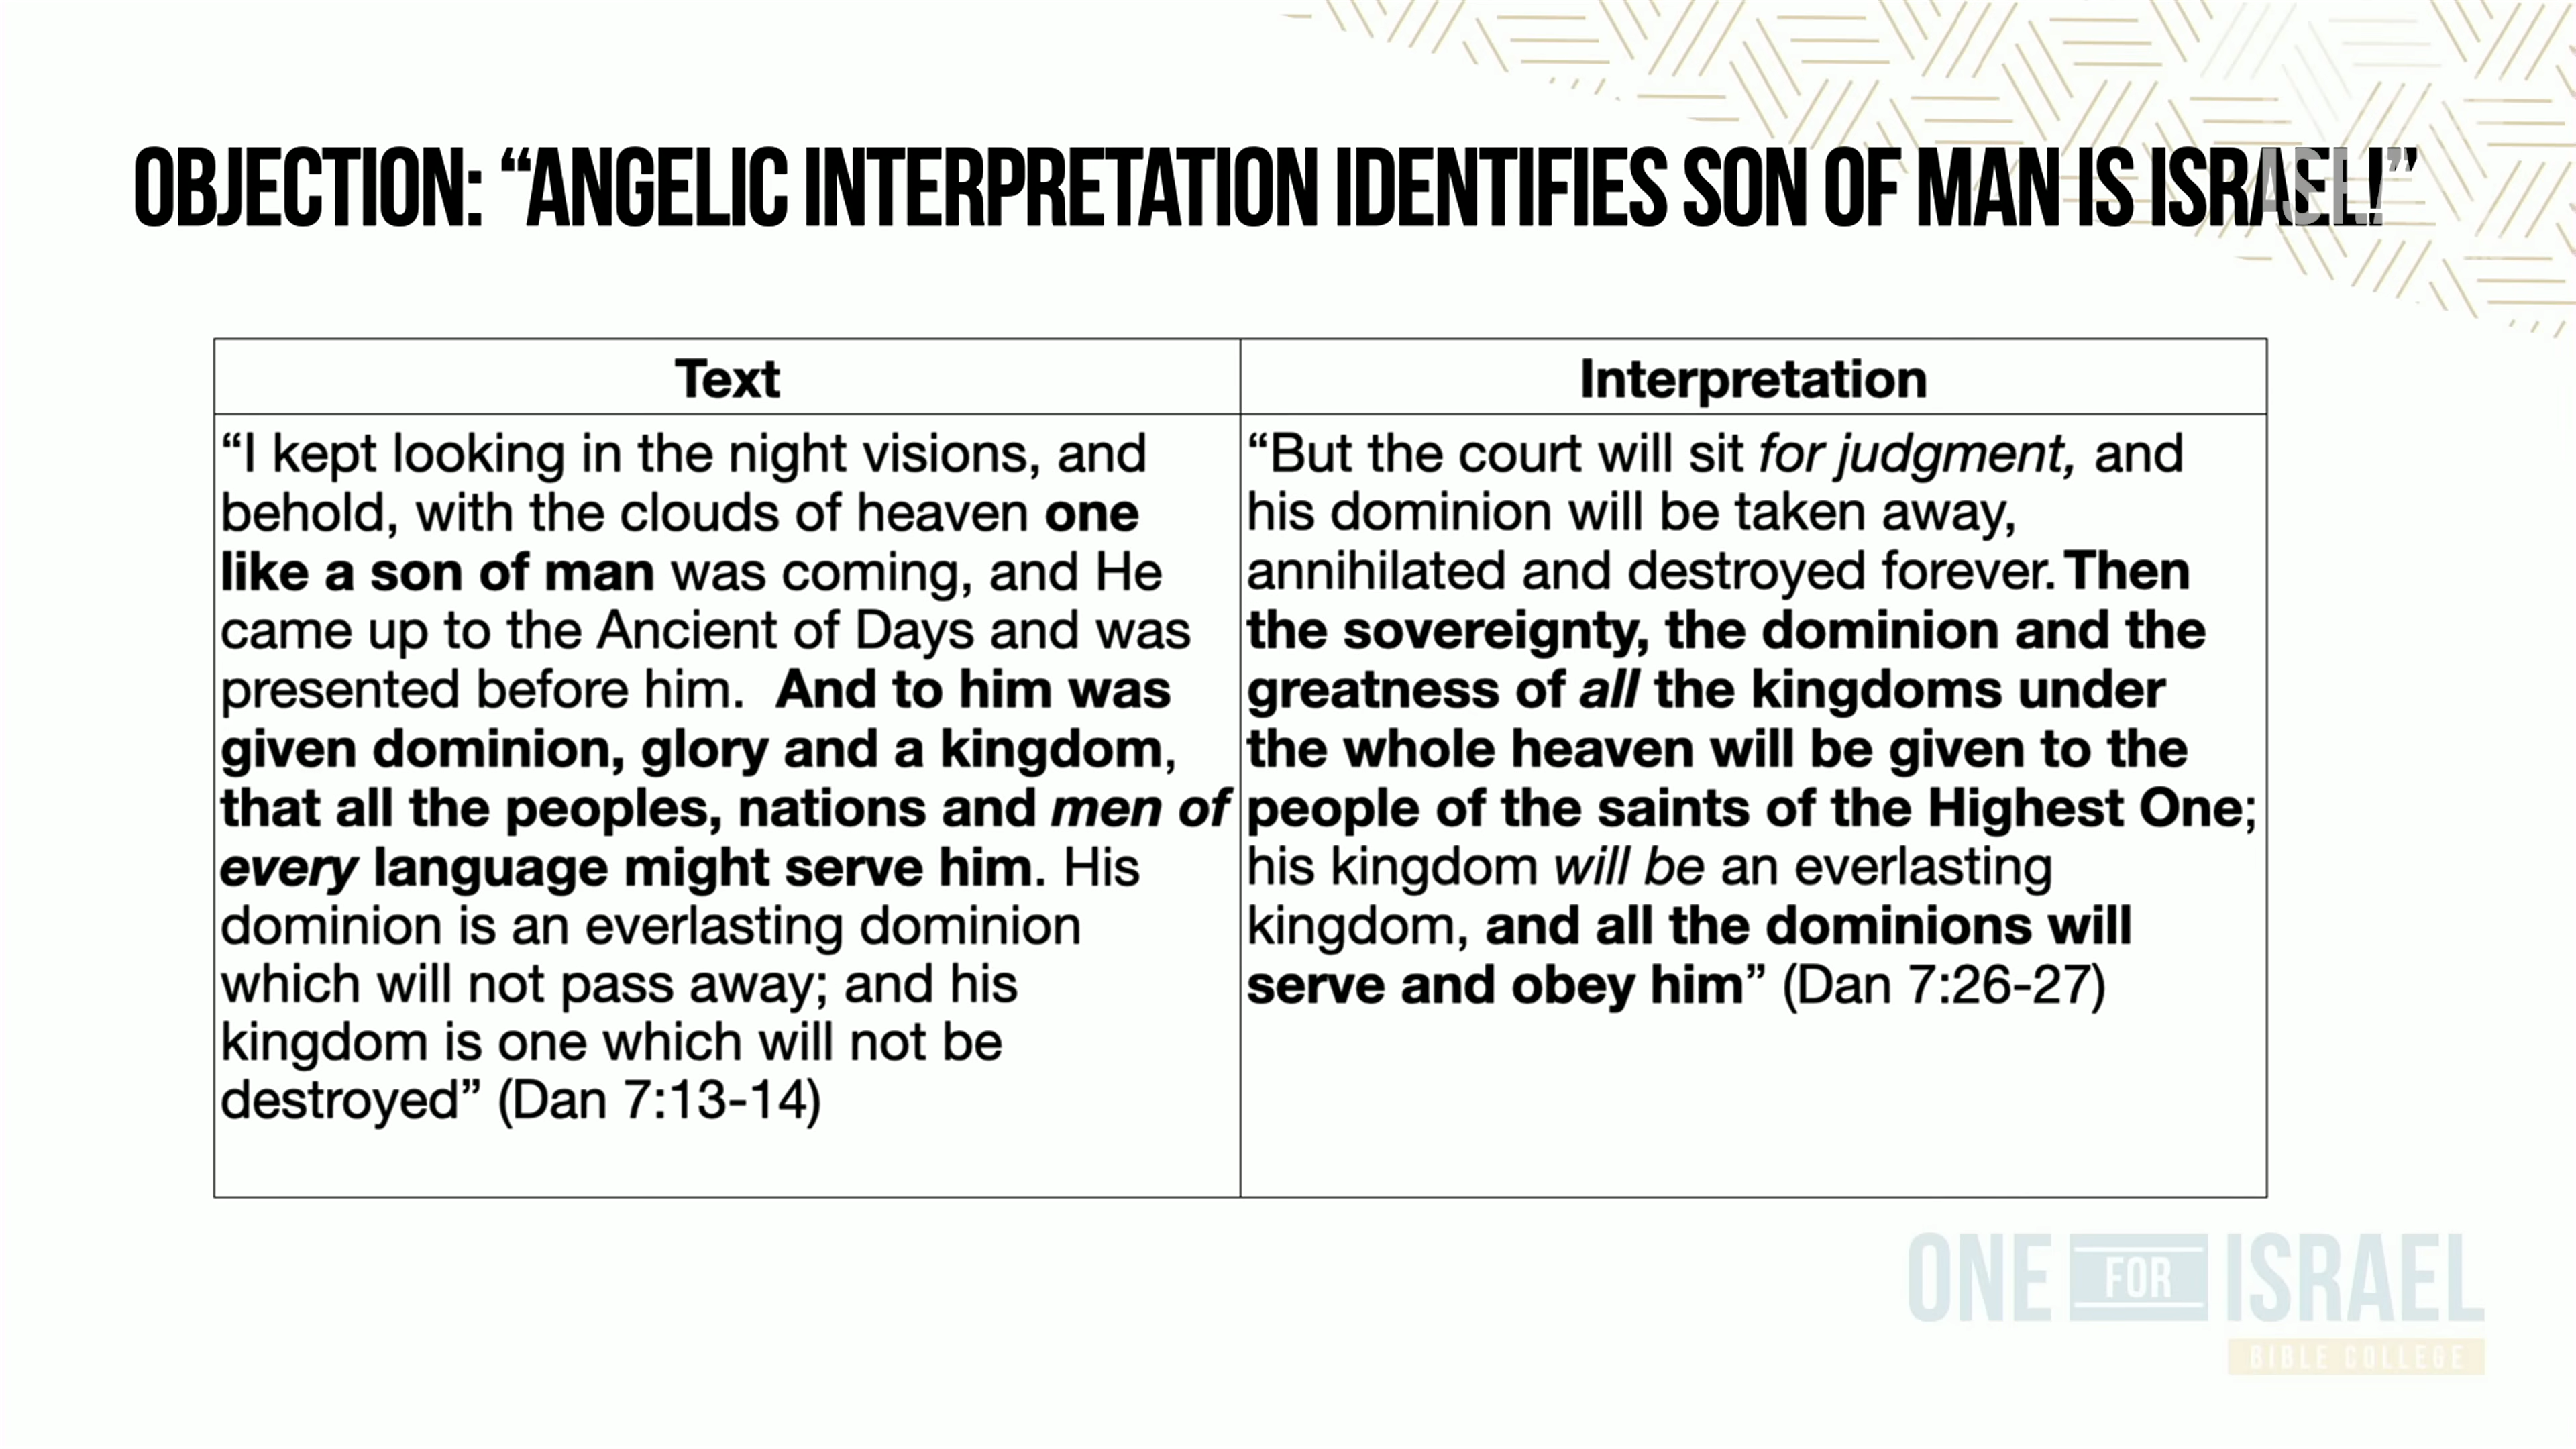 OBJECTION: “ANGELIC INTERPRETATION IDENTIFIES SON OF MAN IS ISRAEL!”
Text
“I kept looking in the night visions, and
behold, with the clouds of heaven one
like a son of man was coming, and He
came up to the Ancient of Days and was
presented before him.  And to him was
given dominion, glory and a kingdom,
that all the peoples, nations and men of
every language might serve him. His
dominion is an everlasting dominion
which will not pass away; and his
kingdom is one which will not be
destroyed” (Dan 7:13-14)
Interpretation
“But the court will sit for judgment, and
his dominion will be taken away,
annihilated and destroyed forever. Then
the sovereignty, the dominion and the
greatness of all the kingdoms under
the whole heaven will be given to the
people of the saints of the Highest One;
his kingdom will be an everlasting
kingdom, and all the dominions will
serve and obey him” (Dan 7:26-27)
ONE FOR ISRAEL
BIBLE COLLEGE